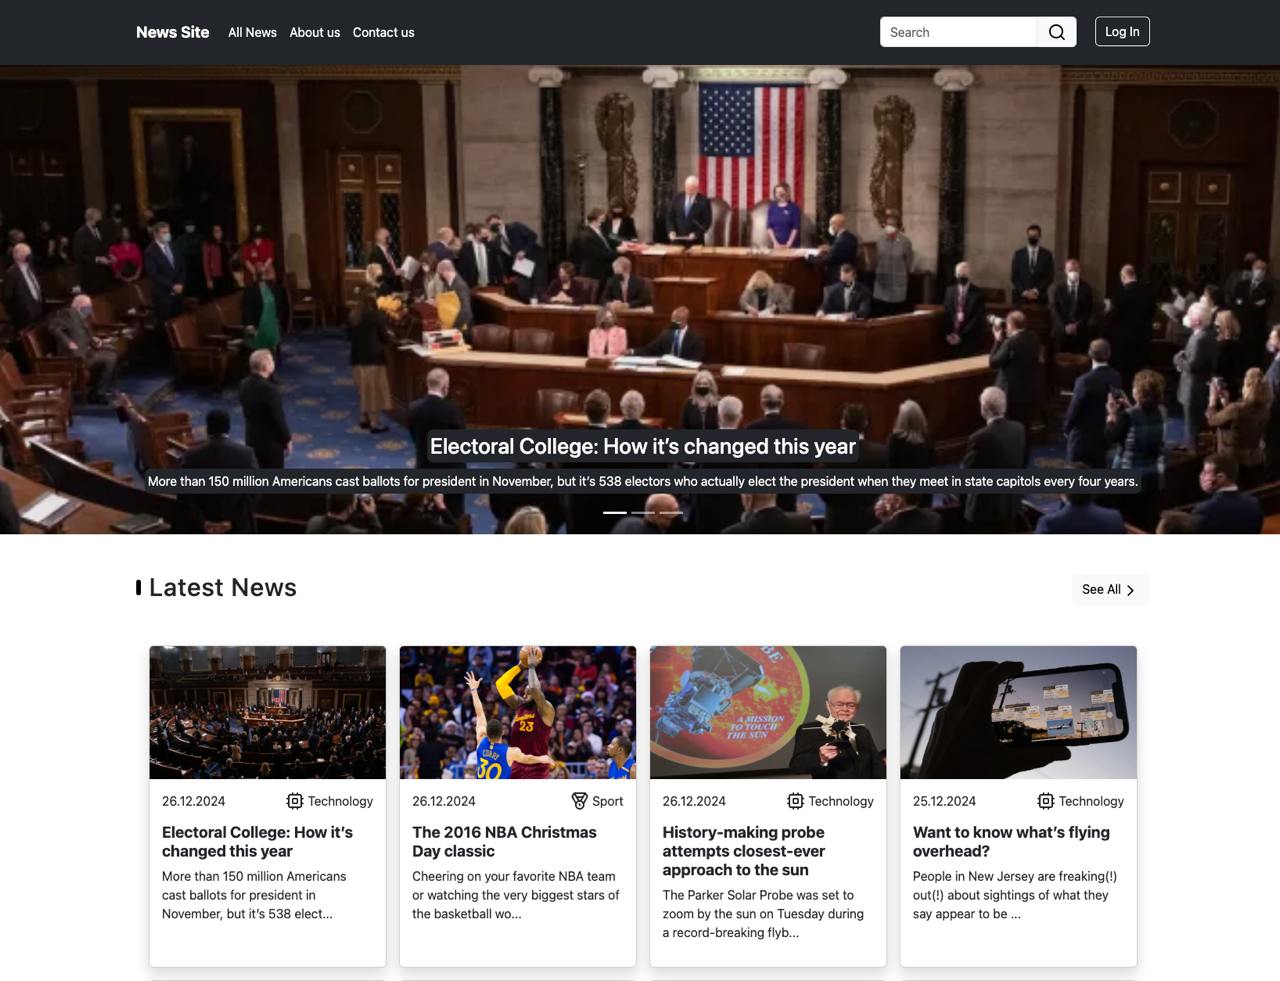 News Site All News About us Contact us Search Log In
Electoral College: How it's changed this year
More than 150 million Americans cast ballots for president in November, but it's 538 electors who actually elect the president when they meet in state capitols every four years.
Latest News See All
A MISSION
TO TOUCH
THE SUN
23
CURRY
30
26.12.2024 Technology
Electoral College: How it's
changed this year
More than 150 million Americans
cast ballots for president in
November, but it's 538 elect...
26.12.2024 Sport
The 2016 NBA Christmas
Day classic
Cheering on your favorite NBA team
or watching the very biggest stars of
the basketball wo...
26.12.2024 Technology
History-making probe
attempts closest-ever
approach to the sun
The Parker Solar Probe was set to
zoom by the sun on Tuesday during
a record-breaking flyb...
25.12.2024 Technology
Want to know what's flying
overhead?
People in New Jersey are freaking(!)
out(!) about sightings of what they
say appear to be ...